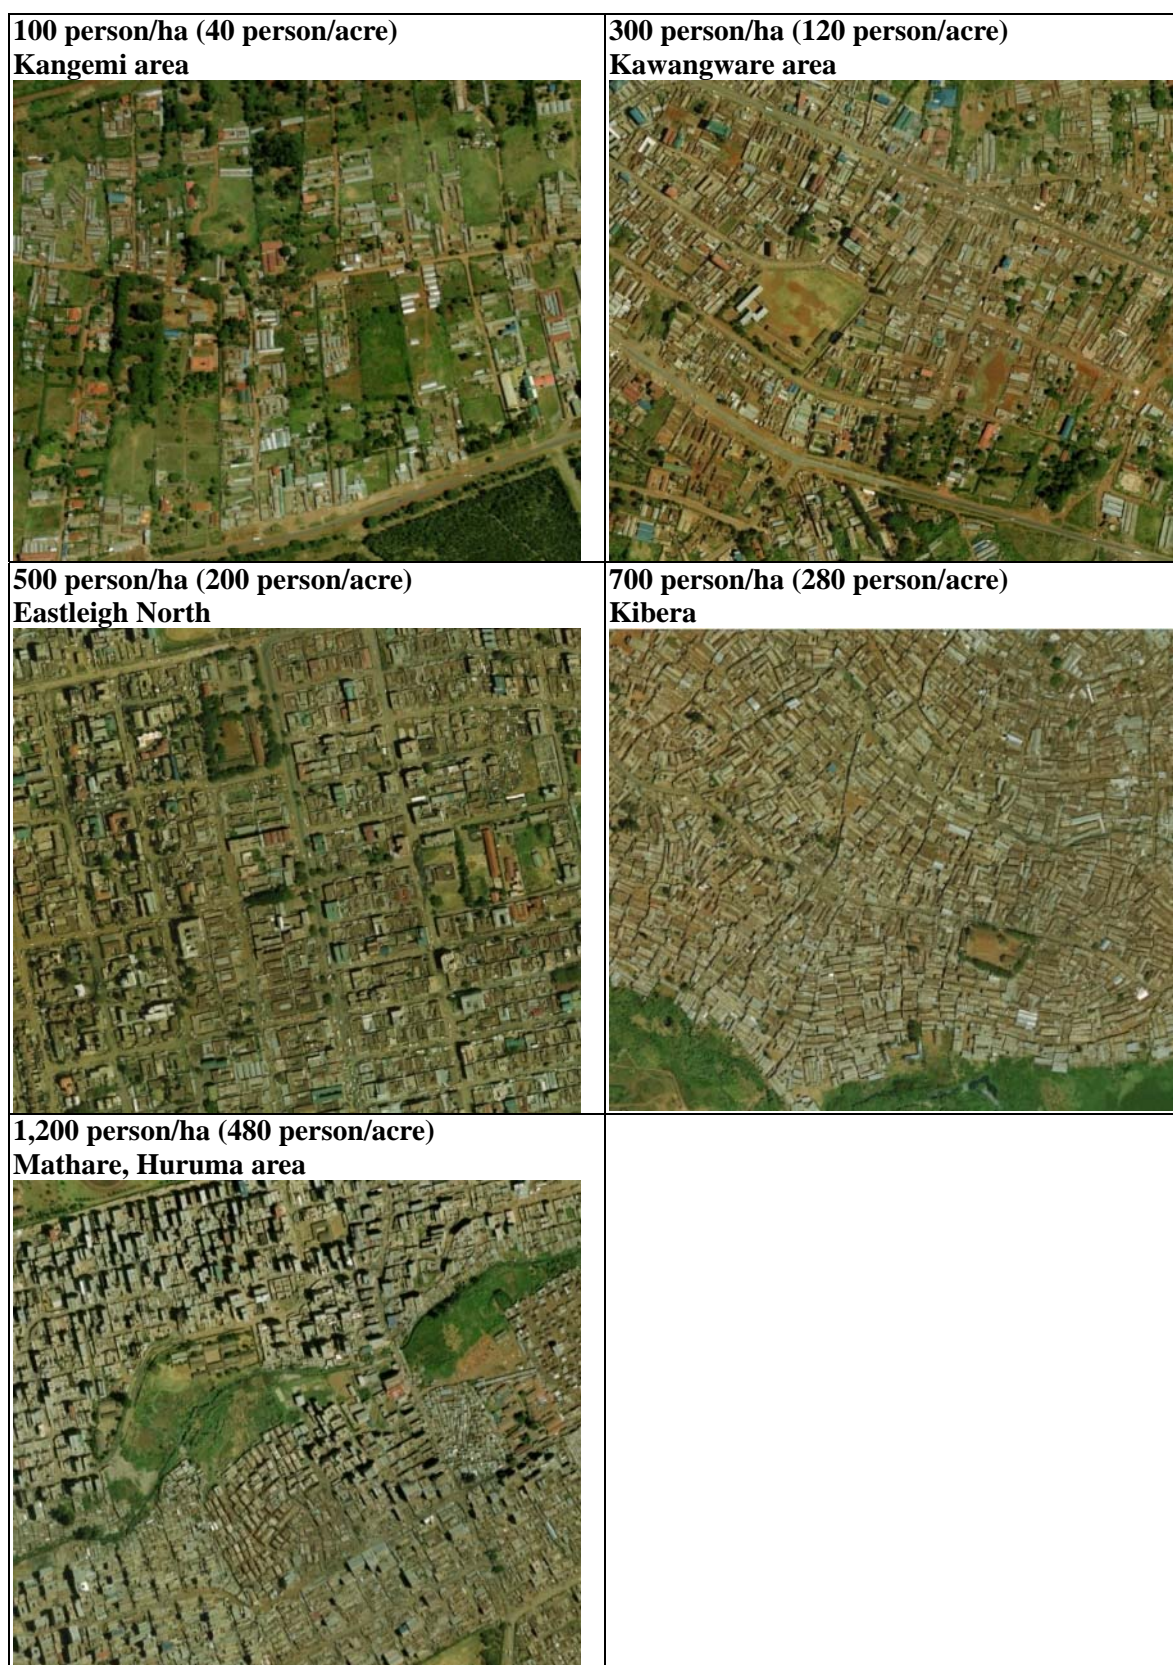 100 person/ha (40 person/acre)
Kangemi area
300 person/ha (120 person/acre)
Kawangware area
500 person/ha (200 person/acre)
Eastleigh North
700 person/ha (280 person/acre)
Kibera
1,200 person/ha (480 person/acre)
Mathare, Huruma area